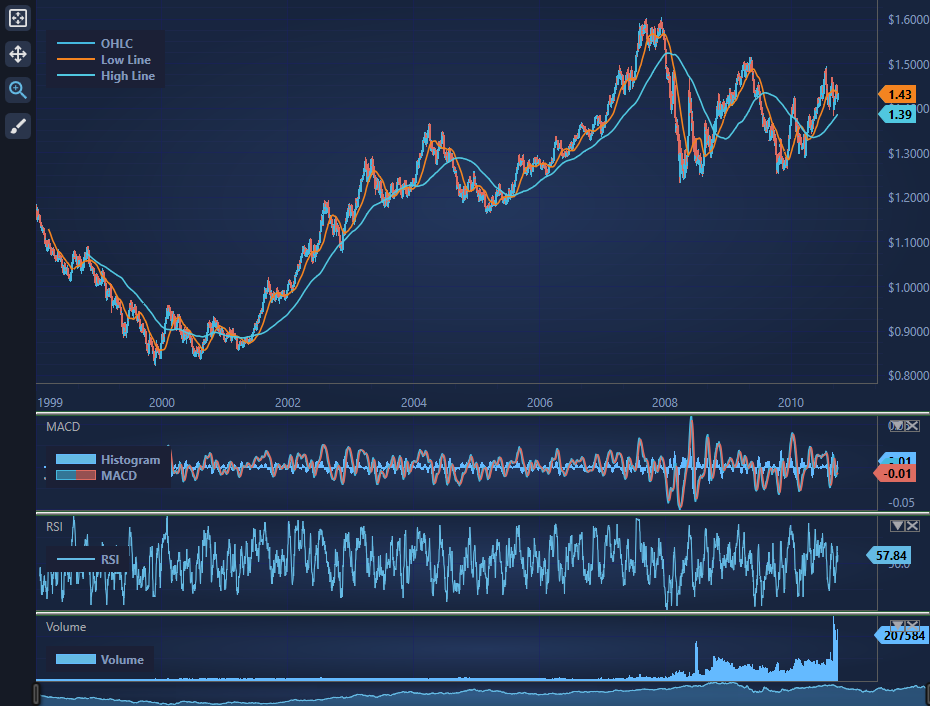 OHLC
Low Line
High Line
$1.6000
$1.5000
1.43
1.39
$1.3000
$1.2000
$1.1000
$1.0000
$0.9000
$0.8000
1999 2000 2002 2004 2006 2008 2010
MACD
Histogram
MACD
-0.01
-0.05
RSI
RSI
57.84
Volume
Volume
207584